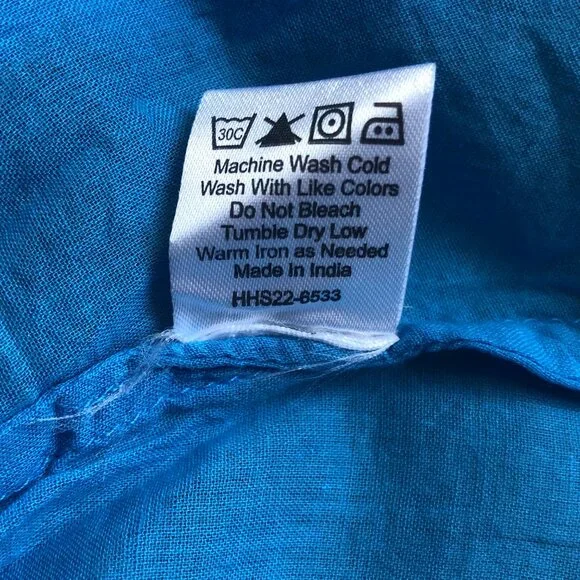 30C
Machine Wash Cold
Wash With Like Colors
Do Not Bleach
Tumble Dry Low
Warm Iron as Needed
Made in India
HHS22-8533